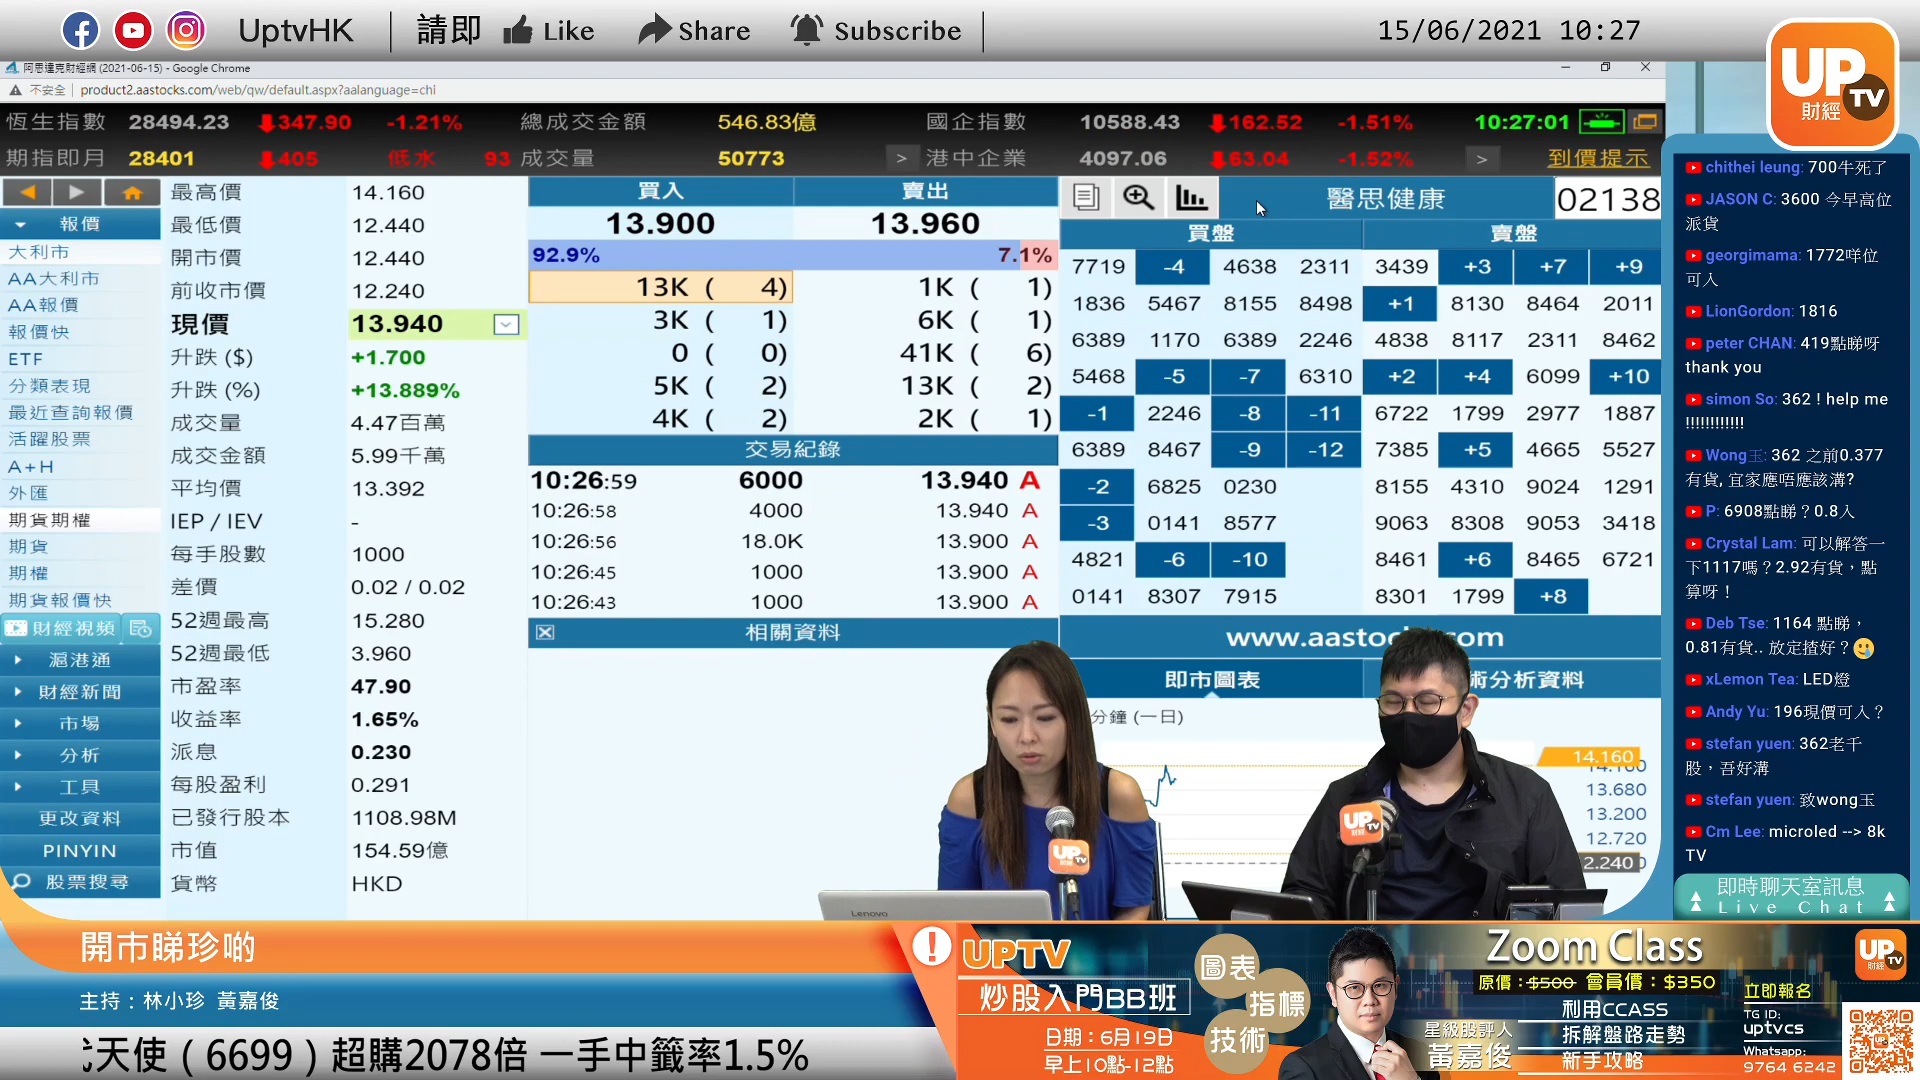 UptvHK 請即 Like Share Subscribe 15/06/2021 10:27
UP TV 財經
阿思達克財經網 (2021-06-15) - Google Chrome
不安全 | product2.aastocks.com/web/qw/default.aspx?aalanguage=chi
恆生指數 28494.23 347.90 -1.21% 總成交金額 546.83億 國企指數 10588.43 162.52 -1.51% 10:27:01
期指即月 28401 405 低水 93 成交量 50773 > 港中企業 4097.06 63.04 -1.52% > 到價提示
報價
大利市
AA大利市
AA報價
報價快
ETF
分類表現
最近查詢報價
活躍股票
A+H
外匯
期貨期權
期貨
期權
期貨報價快
財經視頻
滬港通
財經新聞
市場
分析
工具
更改資料
PINYIN
股票搜尋
最高價 14.160
最低價 12.440
開市價 12.440
前收市價 12.240
現價 13.940
升跌 ($) +1.700
升跌 (%) +13.889%
成交量 4.47百萬
成交金額 5.99千萬
平均價 13.392
IEP / IEV -
每手股數 1000
差價 0.02 / 0.02
52週最高 15.280
52週最低 3.960
市盈率 47.90
收益率 1.65%
派息 0.230
每股盈利 0.291
已發行股本 1108.98M
市值 154.59億
貨幣 HKD
買入 賣出
13.900 13.960
92.9% 7.1%
13K ( 4) 1K ( 1)
3K ( 1) 6K ( 1)
0 ( 0) 41K ( 6)
5K ( 2) 13K ( 2)
4K ( 2) 2K ( 1)
交易紀錄
10:26:59 6000 13.940 A
10:26:58 4000 13.940 A
10:26:56 18.0K 13.900 A
10:26:45 1000 13.900 A
10:26:43 1000 13.900 A
相關資料
醫思健康 02138
買盤 賣盤
7719 -4 4638 2311 3439 +3 +7 +9
1836 5467 8155 8498 +1 8130 8464 2011
6389 1170 6389 2246 4838 8117 2311 8462
5468 -5 -7 6310 +2 +4 6099 +10
-1 2246 -8 -11 6722 1799 2977 1887
6389 8467 -9 -12 7385 +5 4665 5527
-2 6825 0230 8155 4310 9024 1291
-3 0141 8577 9063 8308 9053 3418
4821 -6 -10 8461 +6 8465 6721
0141 8307 7915 8301 1799 +8
www.aastoc .com
即市圖表 術分析資料
分鐘 (一日)
14.160
14.160
13.680
13.200
12.720
2.240
Lenovo
UP TV 財經
UP TV 財經
chithei leung: 700牛死了
JASON C: 3600 今早高位
派貨
georgimama: 1772咩位
可入
LionGordon: 1816
peter CHAN: 419點睇呀
thank you
simon So: 362 ! help me
!!!!!!!!!!!!
Wong玉: 362 之前0.377
有貨, 宜家應唔應該溝?
P: 6908點睇？0.8入
Crystal Lam: 可以解答一
下1117嗎？2.92有貨，點
算呀！
Deb Tse: 1164 點睇，
0.81有貨.. 放定揸好？
xLemon Tea: LED燈
Andy Yu: 196現價可入？
stefan yuen: 362老千
股，吾好溝
stefan yuen: 致wong玉
Cm Lee: microled --> 8k
TV
即時聊天室訊息
Live Chat
開市睇珍啲
主持：林小珍 黃嘉俊
天使（6699）超購2078倍 一手中籤率1.5%
UPTV
炒股入門BB班
日期：6月19日
早上10點-12點
圖表
指標
技術
Zoom Class
原價：$500 會員價：$350
利用CCASS
拆解盤路走勢
新手攻略
星級股評人
黃嘉俊
UP TV 財經
立即報名
TG ID:
uptvcs
Whatsapp:
9764 6242